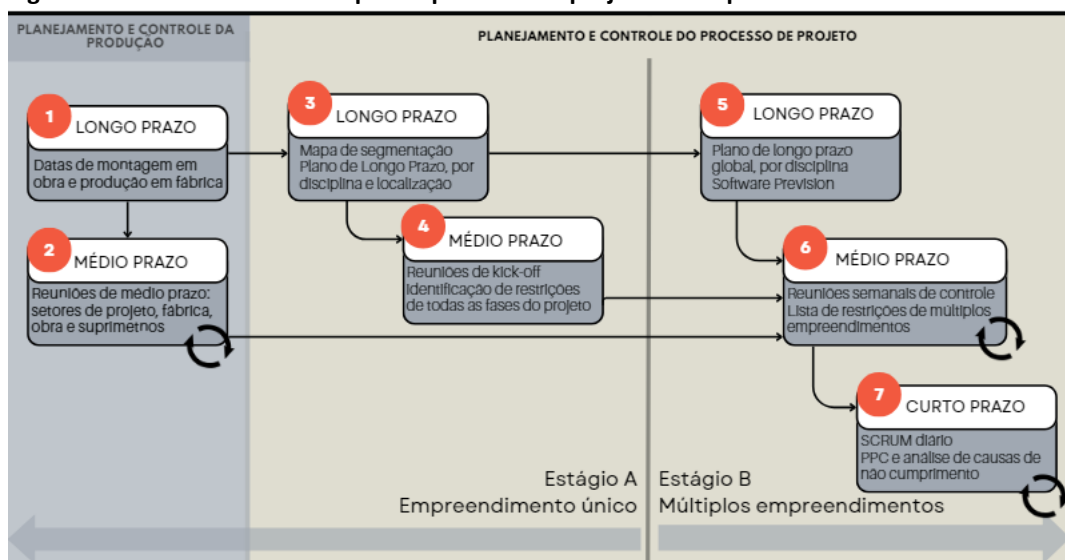 PLANEJAMENTO E CONTROLE DA
PRODUÇÃO
PLANEJAMENTO E CONTROLE DO PROCESSO DE PROJETO
1
LONGO PRAZO
Datas de montagem em
obra e produção em fábrica
2
MÉDIO PRAZO
Reuniões de médio prazo:
setores de projeto, fábrica,
obra e suprimetnos
3
LONGO PRAZO
Mapa de segmentação
Plano de Longo Prazo, por
disciplina e localização
4
MÉDIO PRAZO
Reuniões de kick-off
Identificação de restrições
de todas as fases do projeto
5
LONGO PRAZO
Plano de longo prazo
global, por disciplina
Software Prevision
6
MÉDIO PRAZO
Reuniões semanais de controle
Lista de restrições de múltiplos
empreendimentos
7
CURTO PRAZO
SCRUM diário
PPC e análise de causas de
não cumprimento
Estágio A
Empreendimento único
Estágio B
Múltiplos empreendimentos